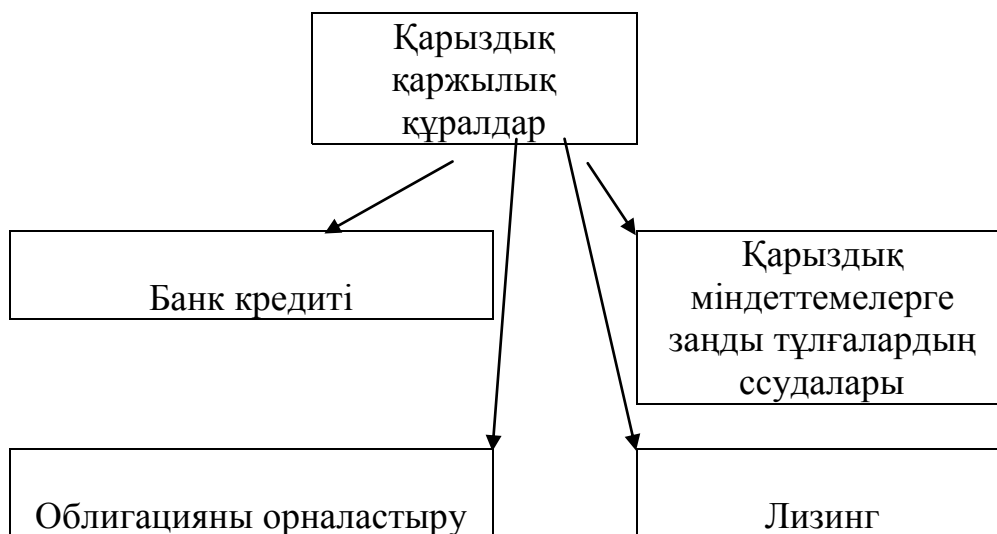 Қарыздық
қаржылық
құралдар
Банк кредиті
Қарыздық
міндеттемелерге
заңды тұлғалардың
ссудалары
Облигацияны орналастыру
Лизинг